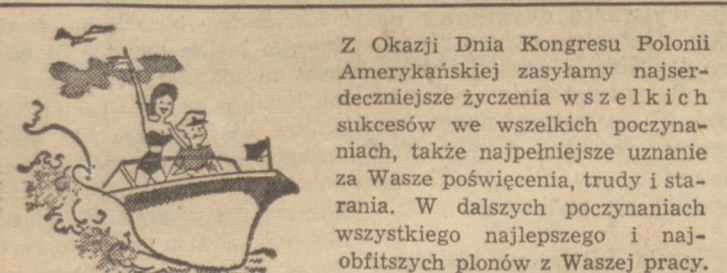 Z Okazji Dnia Kongresu Polonii
Amerykańskiej zasyłamy najser-
deczniejsze życzenia wszelkich
sukcesów we wszelkich poczyna-
niach, także najpełniejsze uznanie
za Wasze poświęcenia, trudy i sta-
rania. W dalszych poczynaniach
wszystkiego najlepszego i naj-
obfitszych plonów z Waszej pracy.